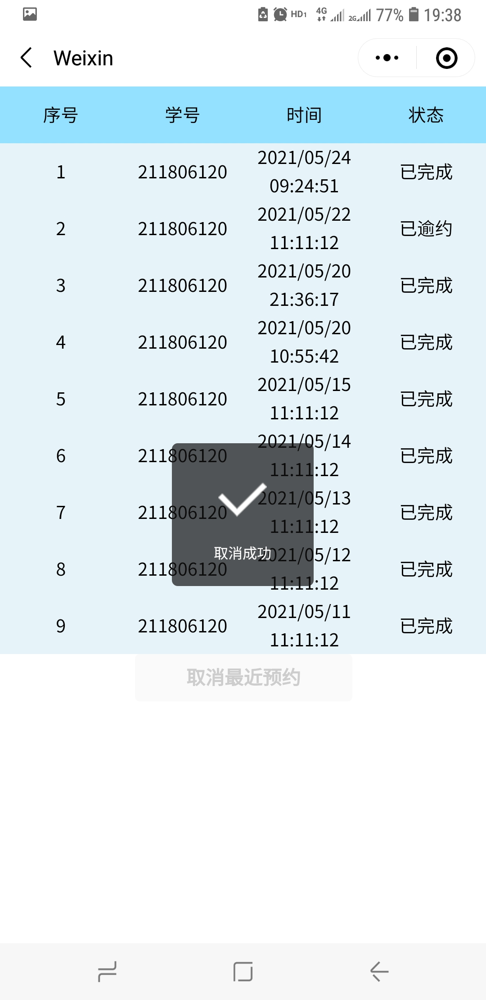 HD1 4G 2G 77% 19:38
Weixin
序号 学号 时间 状态
1 211806120 2021/05/24 09:24:51 已完成
2 211806120 2021/05/22 11:11:12 已逾约
3 211806120 2021/05/20 21:36:17 已完成
4 211806120 2021/05/20 10:55:42 已完成
5 211806120 2021/05/15 11:11:12 已完成
6 211806120 2021/05/14 11:11:12 已完成
7 211806120 2021/05/13 11:11:12 已完成
8 211806120 2021/05/12 11:11:12 已完成
9 211806120 2021/05/11 11:11:12 已完成
取消成功
取消最近预约